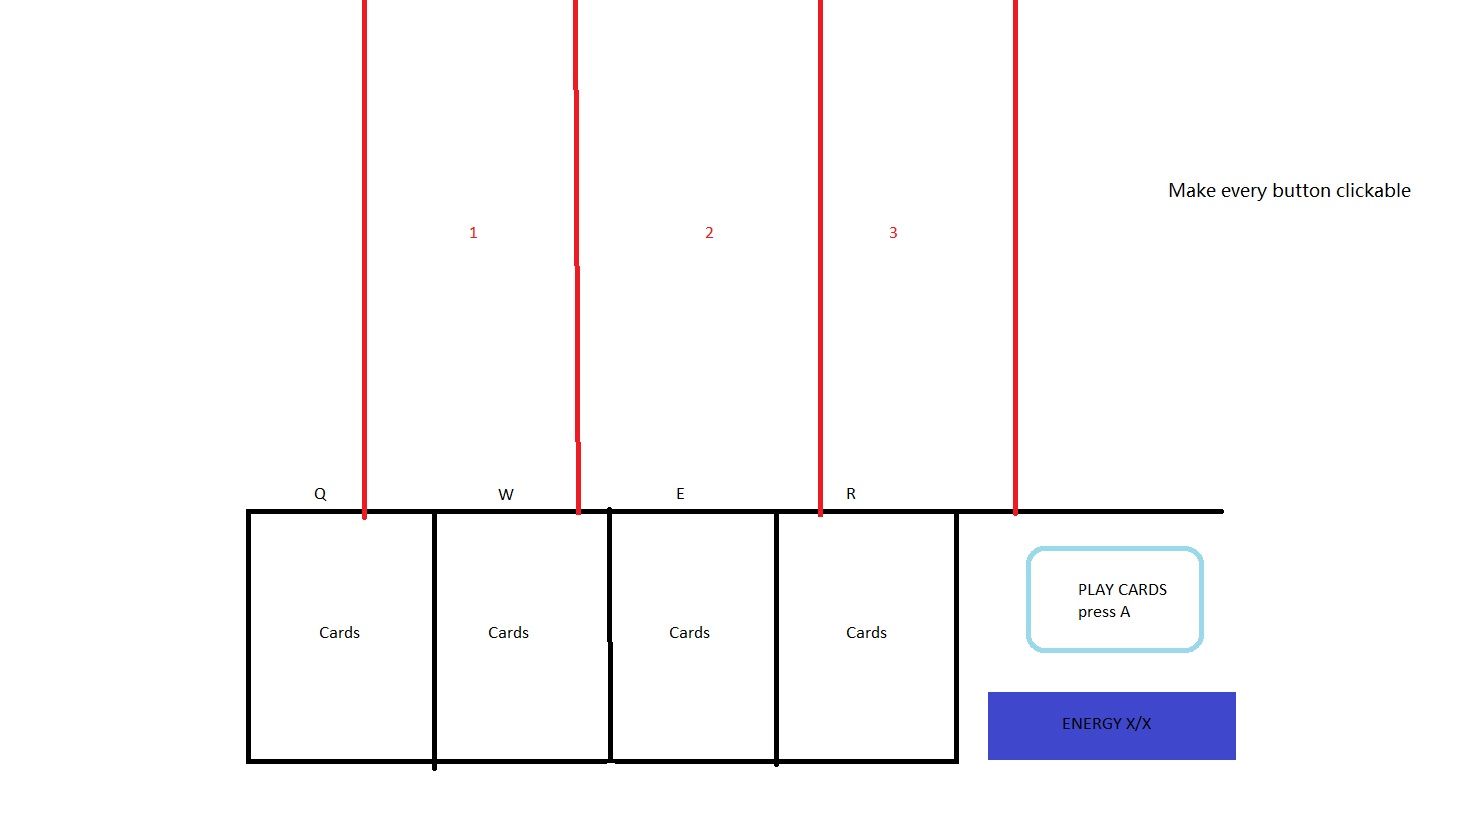 Make every button clickable
1
2
3
Q
W
E
R
Cards
Cards
Cards
Cards
PLAY CARDS
press A
ENERGY X/X